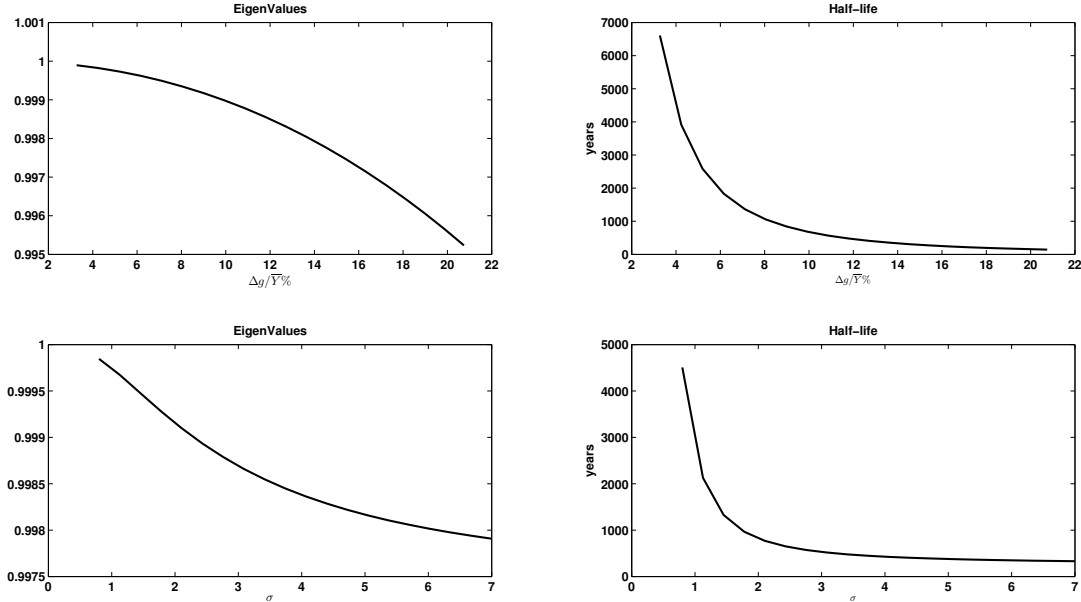 EigenValues
1.001
1
0.999
0.998
0.997
0.996
0.995
2 4 6 8 10 12 14 16 18 20 22
Δg/Y̅%
Half−life
7000
6000
5000
4000
3000
2000
1000
0
years
2 4 6 8 10 12 14 16 18 20 22
Δg/Y̅%
EigenValues
1
0.9995
0.999
0.9985
0.998
0.9975
0 1 2 3 4 5 6 7
σ
Half−life
5000
4000
3000
2000
1000
0
years
0 1 2 3 4 5 6 7
σ